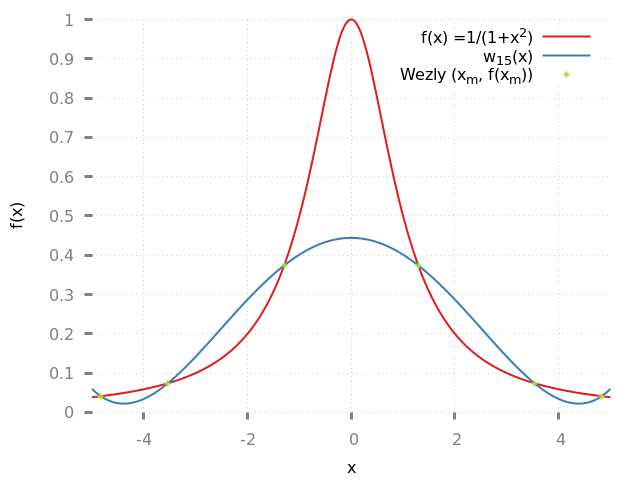 f(x) =1/(1+x²)
w₁₅(x)
Wezly (xₘ, f(xₘ))
1
0.9
0.8
0.7
0.6
0.5
0.4
0.3
0.2
0.1
0
f(x)
-4 -2 0 2 4
x